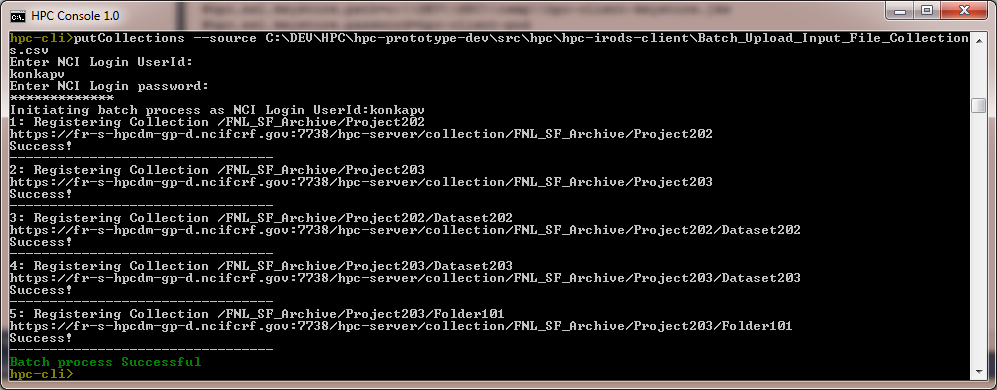 HPC Console 1.0
hpc-cli>putCollections --source C:\DEV\HPC\hpc-prototype-dev\src\hpc\hpc-irods-client\Batch_Upload_Input_File_Collection
s.csv
Enter NCI Login UserId:
konkapv
Enter NCI Login password:
*************
Initiating batch process as NCI Login UserId:konkapv
1: Registering Collection /FNL_SF_Archive/Project202
https://fr-s-hpcdm-gp-d.ncifcrf.gov:7738/hpc-server/collection/FNL_SF_Archive/Project202
Success!
---------------------------------
2: Registering Collection /FNL_SF_Archive/Project203
https://fr-s-hpcdm-gp-d.ncifcrf.gov:7738/hpc-server/collection/FNL_SF_Archive/Project203
Success!
---------------------------------
3: Registering Collection /FNL_SF_Archive/Project202/Dataset202
https://fr-s-hpcdm-gp-d.ncifcrf.gov:7738/hpc-server/collection/FNL_SF_Archive/Project202/Dataset202
Success!
---------------------------------
4: Registering Collection /FNL_SF_Archive/Project203/Dataset203
https://fr-s-hpcdm-gp-d.ncifcrf.gov:7738/hpc-server/collection/FNL_SF_Archive/Project203/Dataset203
Success!
---------------------------------
5: Registering Collection /FNL_SF_Archive/Project203/Folder101
https://fr-s-hpcdm-gp-d.ncifcrf.gov:7738/hpc-server/collection/FNL_SF_Archive/Project203/Folder101
Success!
---------------------------------
Batch process Successful
hpc-cli>